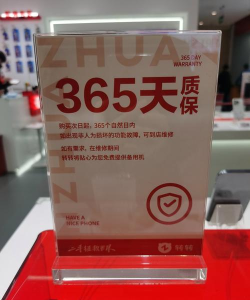 ZHUAN
365 DAY
WARRANTY
365天
质保
购买次日起，365个自然日内
如出现非人为损坏的功能故障，可到店维修
如有需求，在维修期间
转转将贴心为您免费提供备用机
HAVE A
NICE PHONE
转转